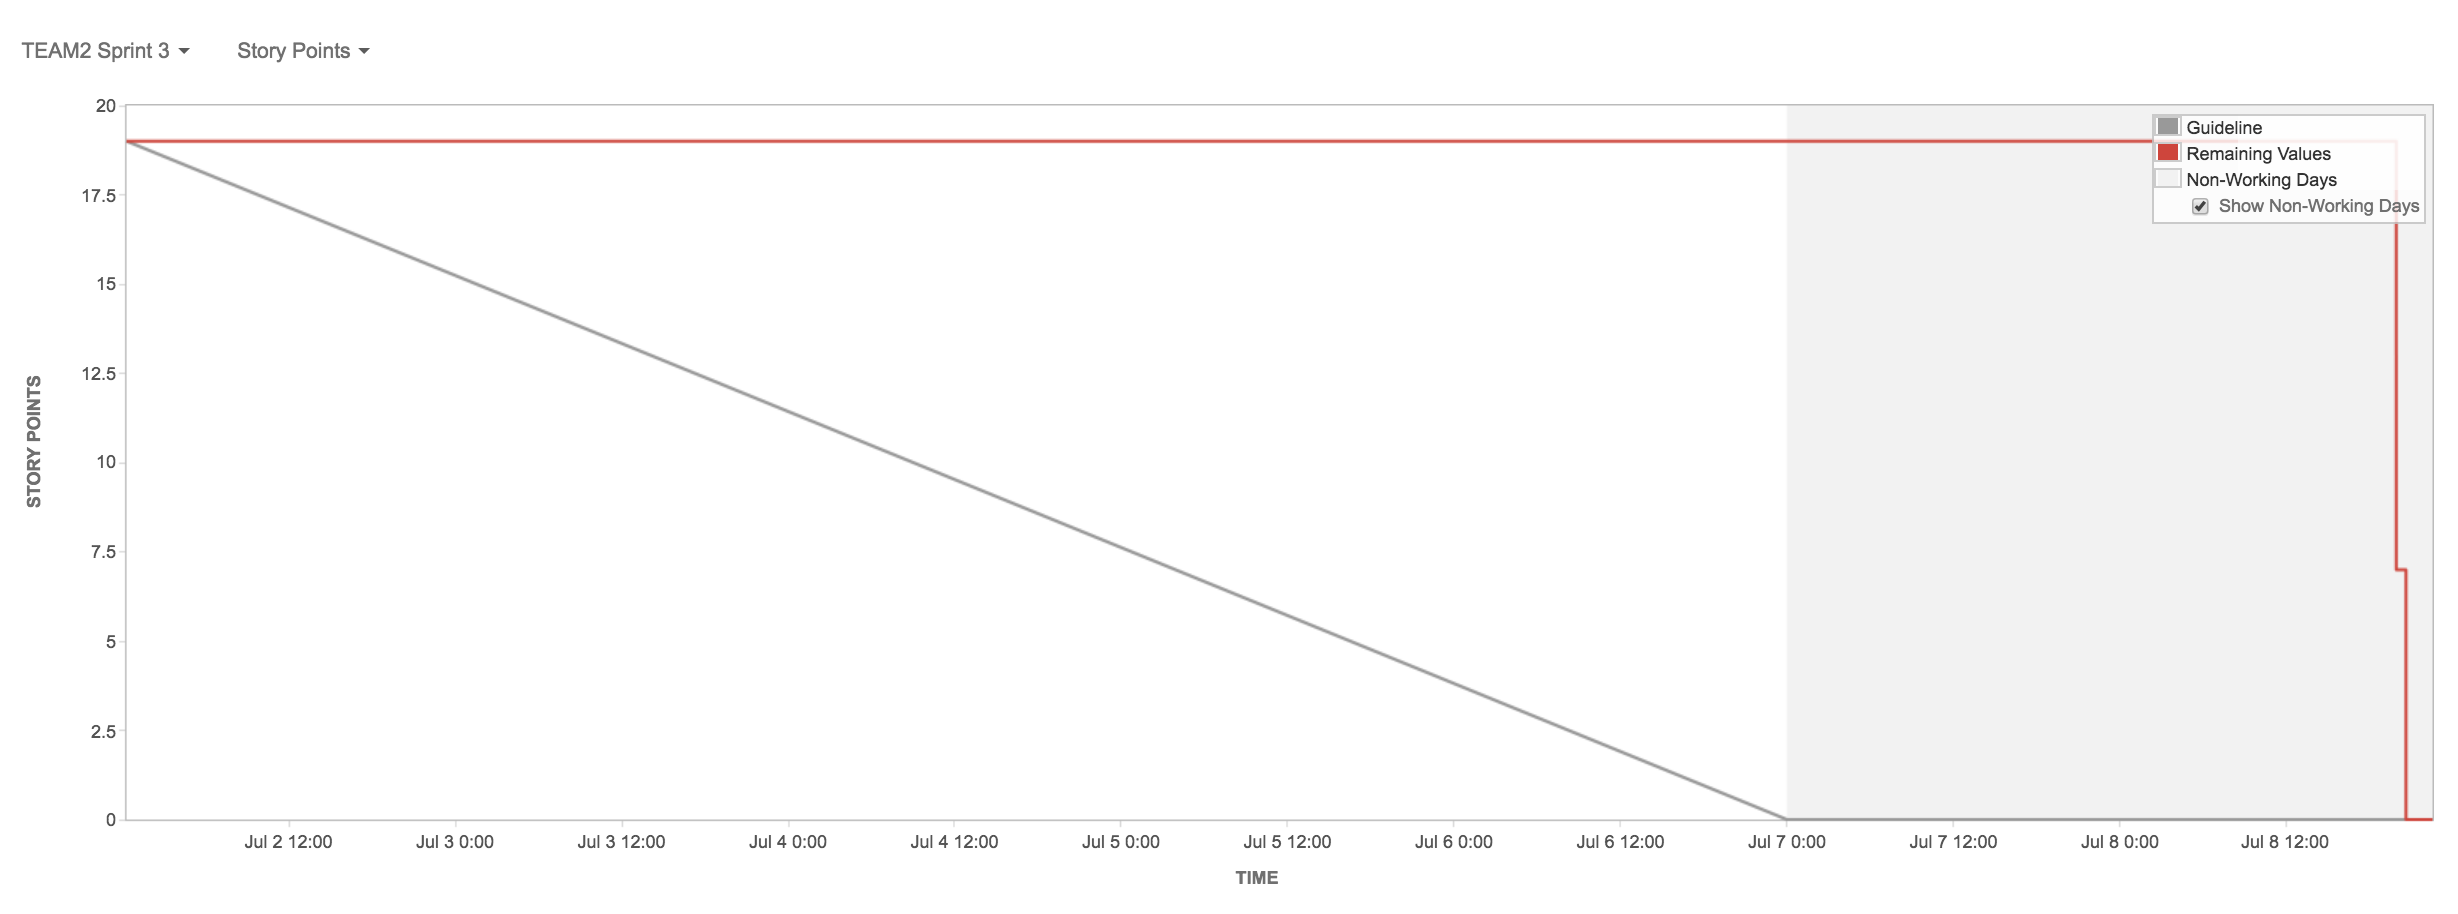 TEAM2 Sprint 3 Story Points
20
17.5
15
12.5
10
7.5
5
2.5
0
STORY POINTS
Guideline
Remaining Values
Non-Working Days
Show Non-Working Days
Jul 2 12:00 Jul 3 0:00 Jul 3 12:00 Jul 4 0:00 Jul 4 12:00 Jul 5 0:00 Jul 5 12:00 Jul 6 0:00 Jul 6 12:00 Jul 7 0:00 Jul 7 12:00 Jul 8 0:00 Jul 8 12:00
TIME